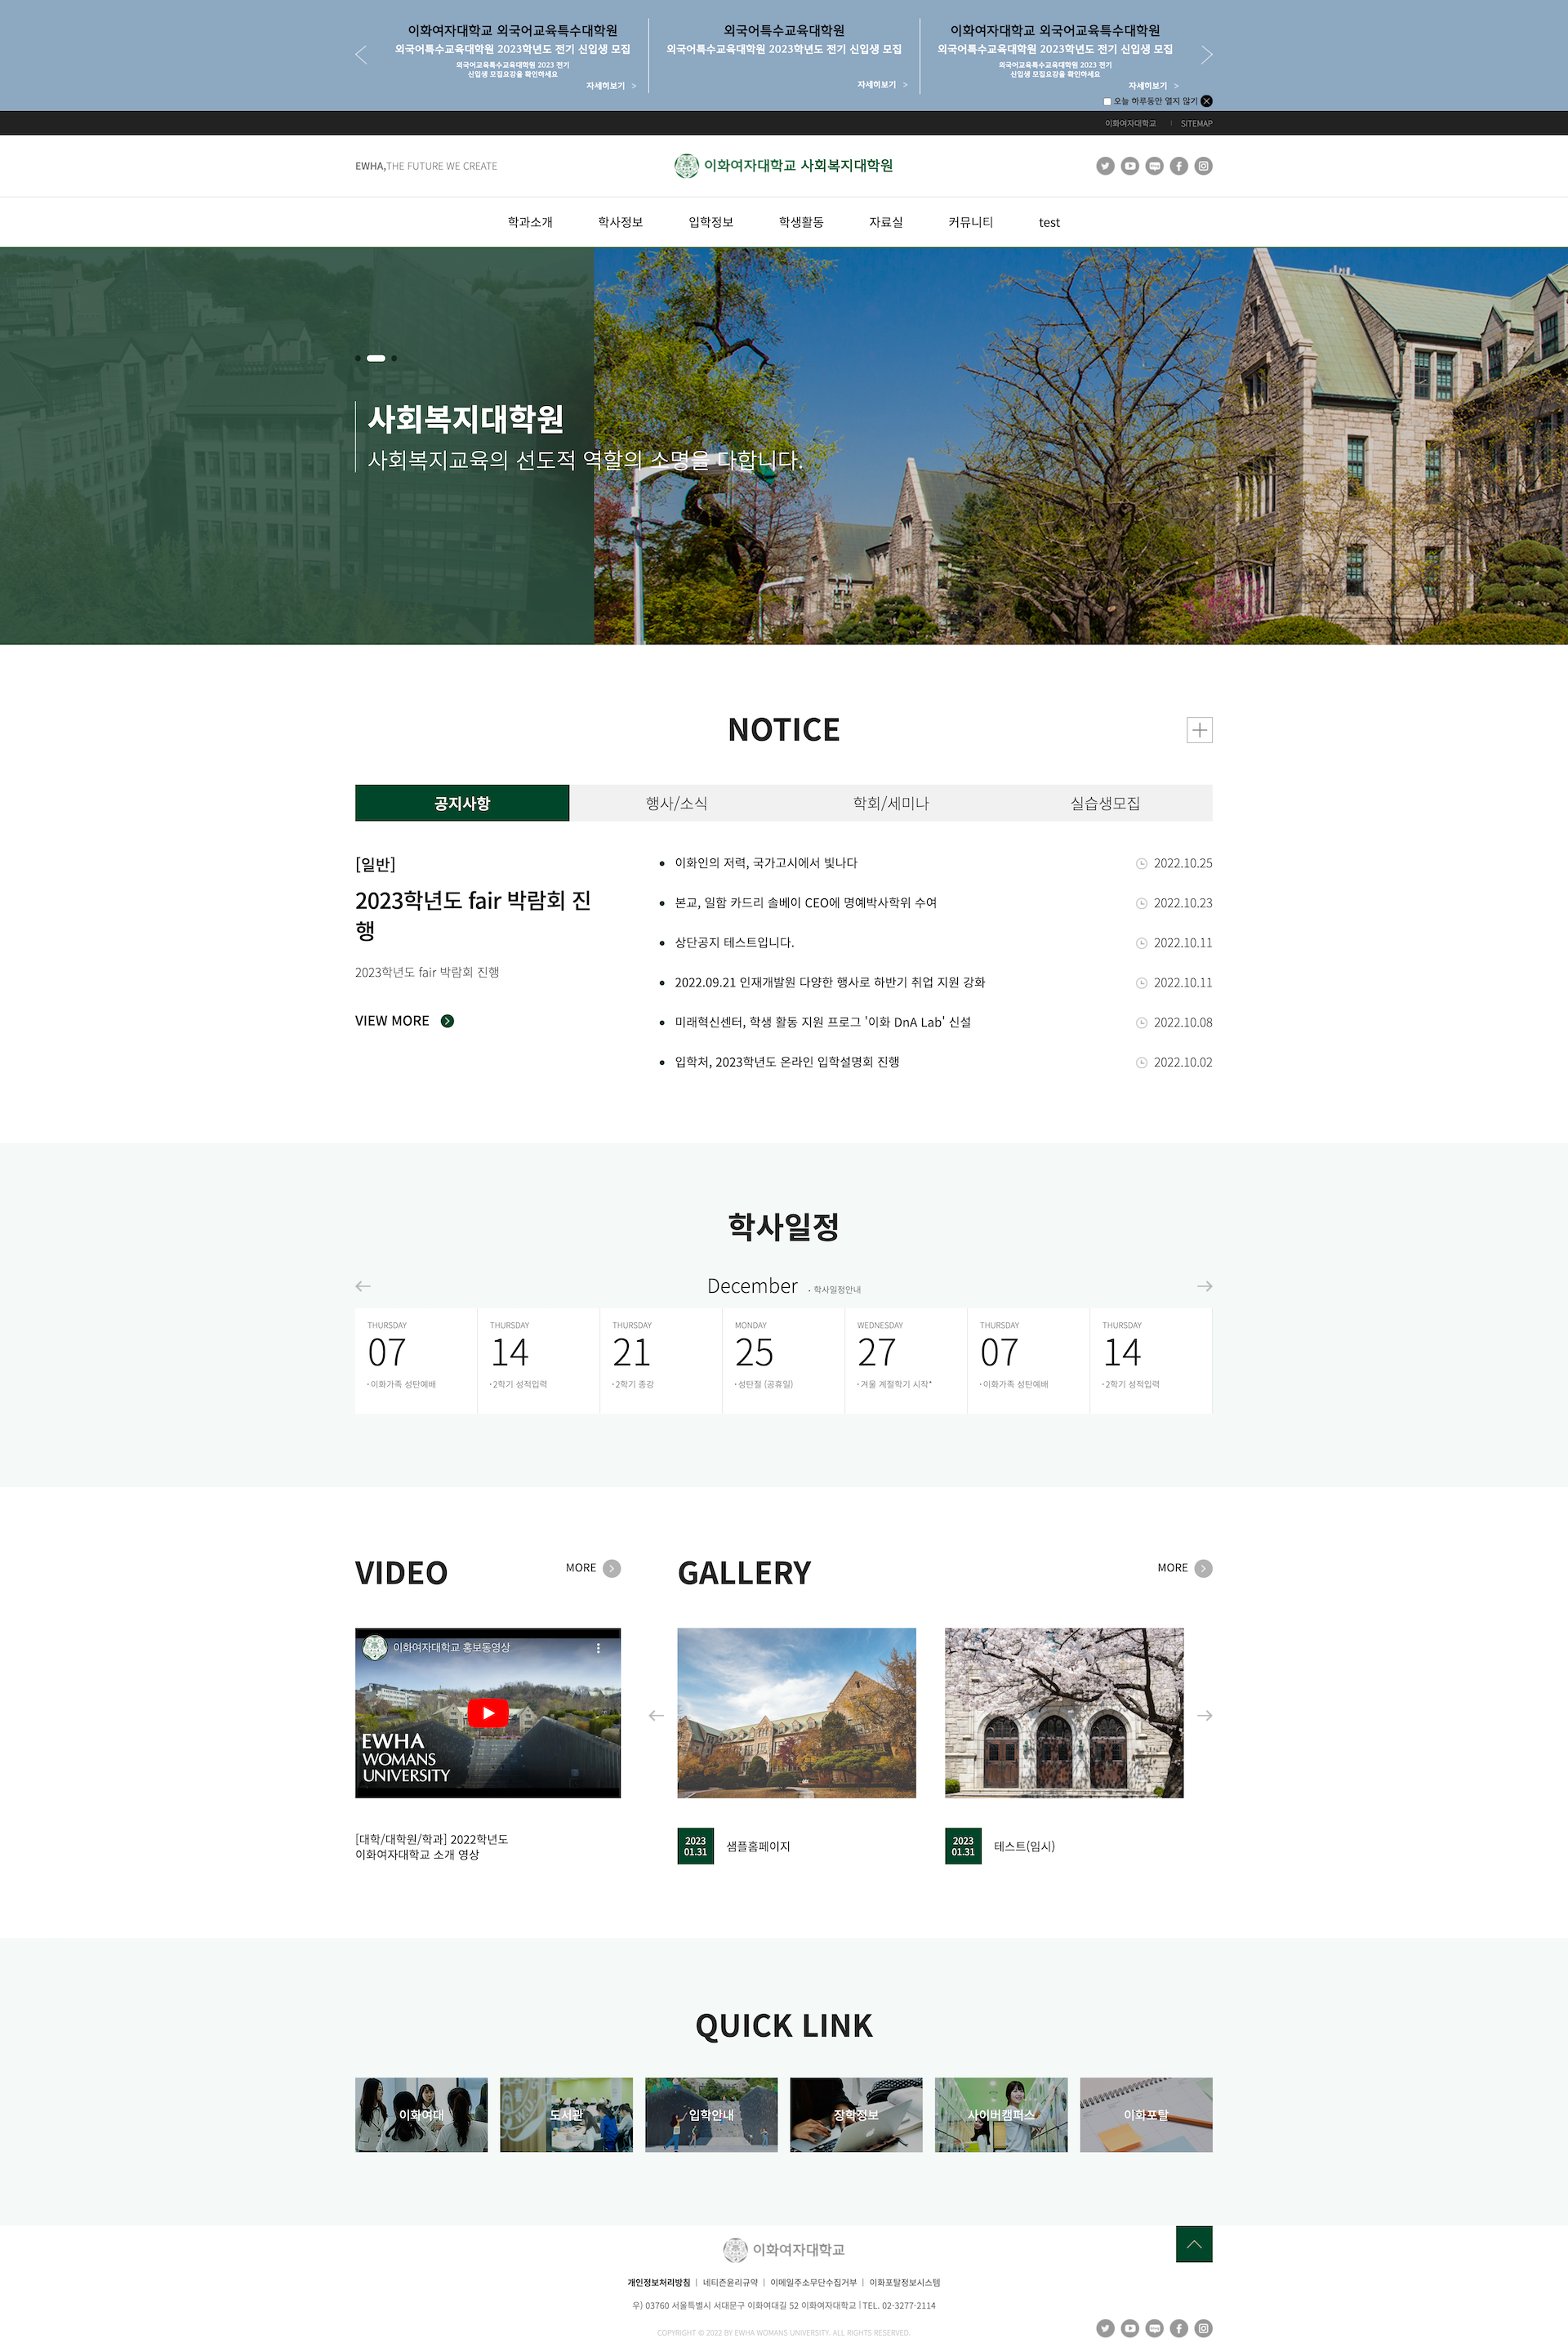 이화여자대학교 외국어교육특수대학원
외국어특수교육대학원 2023학년도 전기 신입생 모집
외국어교육특수교육대학원 2023 전기
신입생 모집요강을 확인하세요
자세히보기 >
외국어특수교육대학원
외국어특수교육대학원 2023학년도 전기 신입생 모집
자세히보기 >
이화여자대학교 외국어교육특수대학원
외국어특수교육대학원 2023학년도 전기 신입생 모집
외국어교육특수교육대학원 2023 전기
신입생 모집요강을 확인하세요
자세히보기 >
오늘 하루동안 열지 않기
이화여자대학교 | SITEMAP
EWHA,THE FUTURE WE CREATE
이화여자대학교 사회복지대학원
학과소개 학사정보 입학정보 학생활동 자료실 커뮤니티 test
사회복지대학원
사회복지교육의 선도적 역할의 소명을 다합니다.
NOTICE
공지사항 행사/소식 학회/세미나 실습생모집
[일반]
2023학년도 fair 박람회 진
행
2023학년도 fair 박람회 진행
VIEW MORE
이화인의 저력, 국가고시에서 빛나다 2022.10.25
본교, 일함 카드리 솔베이 CEO에 명예박사학위 수여 2022.10.23
상단공지 테스트입니다. 2022.10.11
2022.09.21 인재개발원 다양한 행사로 하반기 취업 지원 강화 2022.10.11
미래혁신센터, 학생 활동 지원 프로그 '이화 DnA Lab' 신설 2022.10.08
입학처, 2023학년도 온라인 입학설명회 진행 2022.10.02
학사일정
December · 학사일정안내
THURSDAY
07
·이화가족 성탄예배
THURSDAY
14
·2학기 성적입력
THURSDAY
21
·2학기 종강
MONDAY
25
·성탄절 (공휴일)
WEDNESDAY
27
·겨울 계절학기 시작*
THURSDAY
07
·이화가족 성탄예배
THURSDAY
14
·2학기 성적입력
VIDEO
MORE
이화여자대학교 홍보동영상
EWHA
WOMANS
UNIVERSITY
[대학/대학원/학과] 2022학년도
이화여자대학교 소개 영상
GALLERY
MORE
2023
01.31
샘플홈페이지
2023
01.31
테스트(임시)
QUICK LINK
이화여대 도서관 입학안내 장학정보 사이버캠퍼스 이화포탈
이화여자대학교
개인정보처리방침 | 네티즌윤리규약 | 이메일주소무단수집거부 | 이화포탈정보시스템
우) 03760 서울특별시 서대문구 이화여대길 52 이화여자대학교 | TEL. 02-3277-2114
COPYRIGHT © 2022 BY EWHA WOMANS UNIVERSITY. ALL RIGHTS RESERVED.